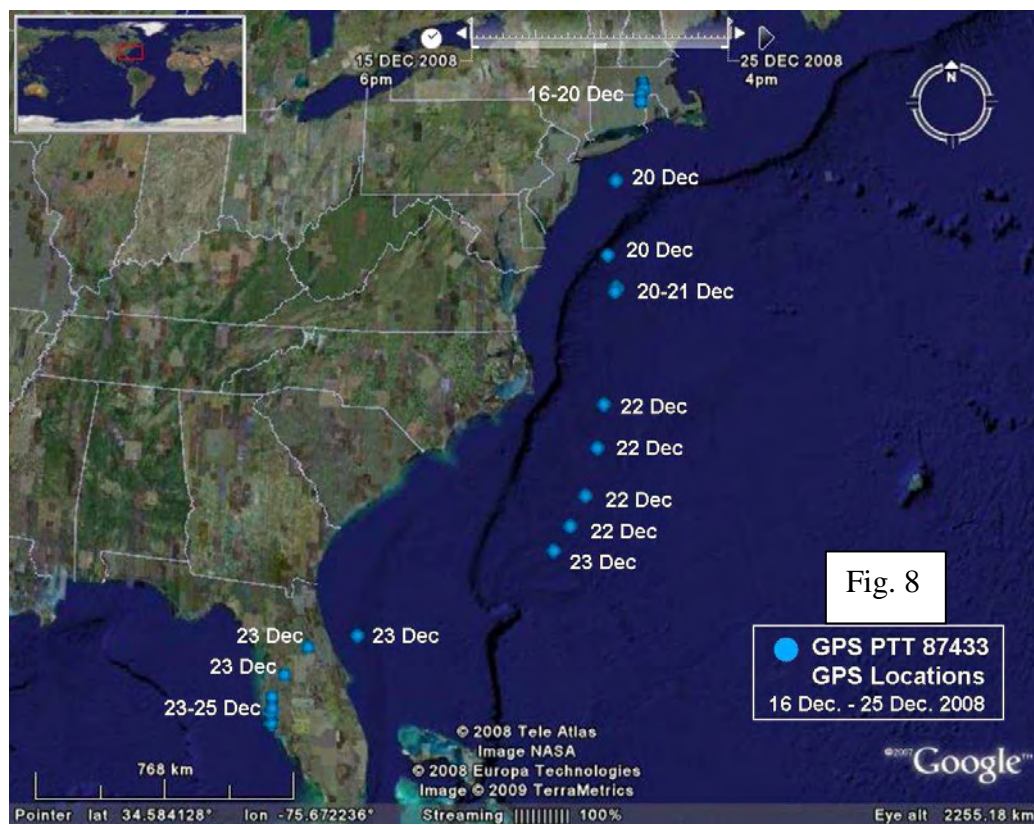 15 DEC 2008
6pm
25 DEC 2008
4pm
N
16-20 Dec
20 Dec
20 Dec
20-21 Dec
22 Dec
22 Dec
22 Dec
22 Dec
23 Dec
23 Dec
23 Dec
23 Dec
23-25 Dec
Fig. 8
GPS PTT 87433
GPS Locations
16 Dec. - 25 Dec. 2008
© 2008 Tele Atlas
Image NASA
© 2008 Europa Technologies
Image © 2009 TerraMetrics
©2007 Google™
768 km
Pointer lat 34.584128° lon -75.672236° Streaming |||||||||| 100% Eye alt 2255.18 km